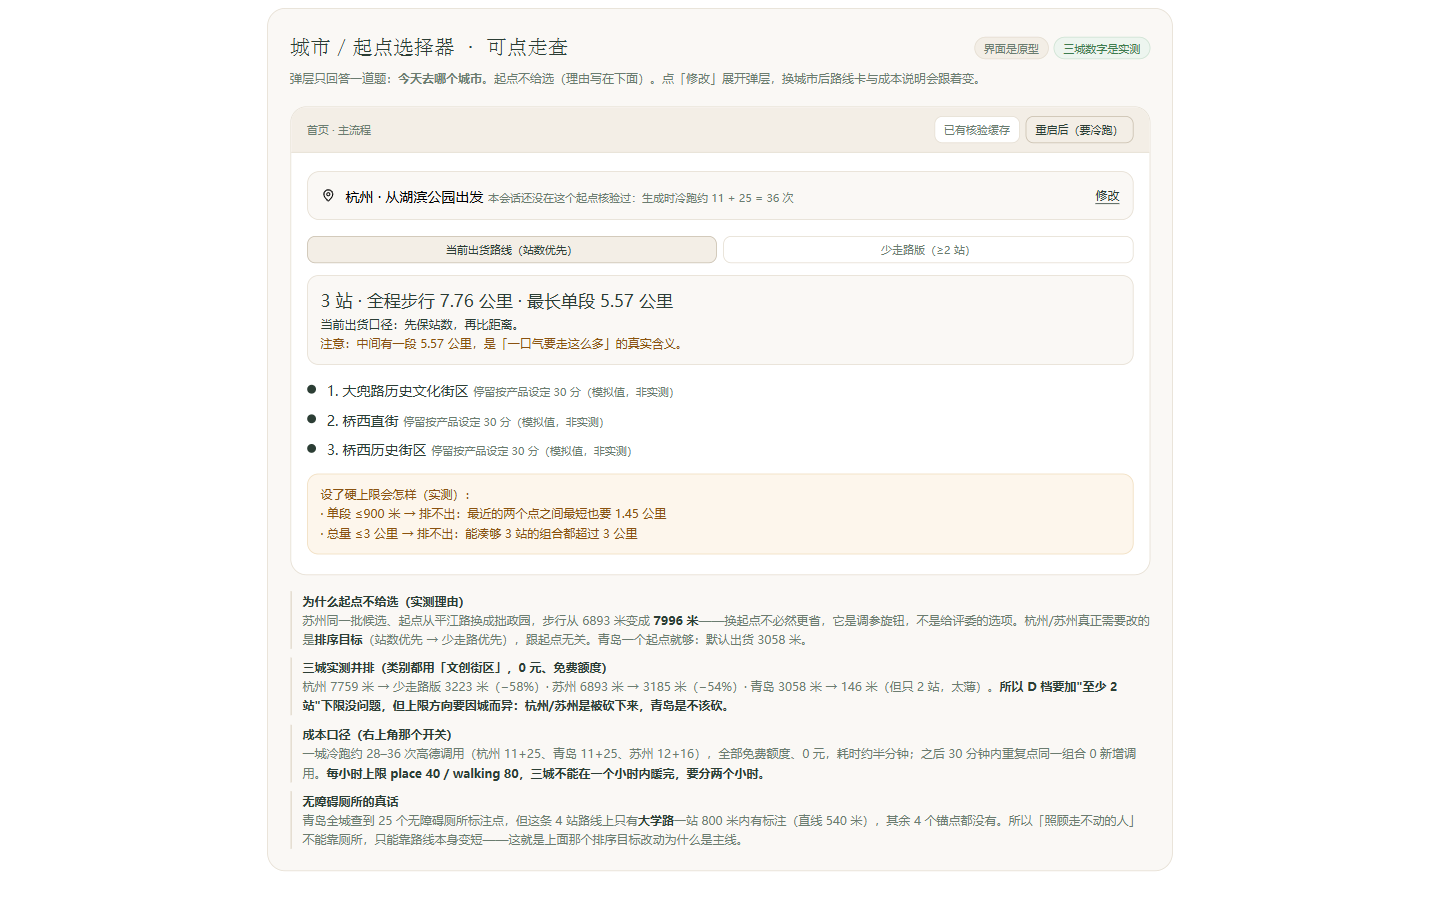 城市 / 起点选择器 · 可点走查
界面是原型
三城数字是实测
弹层只回答一道题：今天去哪个城市。起点不给选（理由写在下面）。点「修改」展开弹层，换城市后路线卡与成本说明会跟着变。
首页 · 主流程
已有核验缓存
重启后（要冷跑）
杭州 · 从湖滨公园出发 本会话还没在这个起点核验过：生成时冷跑约 11 + 25 = 36 次
修改
当前出货路线（站数优先）
少走路版（≥2 站）
3 站 · 全程步行 7.76 公里 · 最长单段 5.57 公里
当前出货口径：先保站数，再比距离。
注意：中间有一段 5.57 公里，是「一口气要走这么多」的真实含义。
1. 大兜路历史文化街区 停留按产品设定 30 分（模拟值，非实测）
2. 桥西直街 停留按产品设定 30 分（模拟值，非实测）
3. 桥西历史街区 停留按产品设定 30 分（模拟值，非实测）
设了硬上限会怎样（实测）：
· 单段 ≤900 米 → 排不出：最近的两个点之间最短也要 1.45 公里
· 总量 ≤3 公里 → 排不出：能凑够 3 站的组合都超过 3 公里
为什么起点不给选（实测理由）
苏州同一批候选、起点从平江路换成拙政园，步行从 6893 米变成 7996 米——换起点不必然更省，它是调参旋钮，不是给评委的选项。杭州/苏州真正需要改的
是排序目标（站数优先 → 少走路优先），跟起点无关。青岛一个起点就够：默认出货 3058 米。
三城实测并排（类别都用「文创街区」，0 元、免费额度）
杭州 7759 米 → 少走路版 3223 米（−58%）· 苏州 6893 米 → 3185 米（−54%）· 青岛 3058 米 → 146 米（但只 2 站，太薄）。所以 D 档要加"至少 2
站"下限没问题，但上限方向要因城而异：杭州/苏州是被砍下来，青岛是不该砍。
成本口径（右上角那个开关）
一城冷跑约 28–36 次高德调用（杭州 11+25、青岛 11+25、苏州 12+16），全部免费额度、0 元，耗时约半分钟；之后 30 分钟内重复点同一组合 0 新增调
用。每小时上限 place 40 / walking 80，三城不能在一个小时内暖完，要分两个小时。
无障碍厕所的真话
青岛全城查到 25 个无障碍厕所标注点，但这条 4 站路线上只有大学路一站 800 米内有标注（直线 540 米），其余 4 个锚点都没有。所以「照顾走不动的人」
不能靠厕所，只能靠路线本身变短——这就是上面那个排序目标改动为什么是主线。